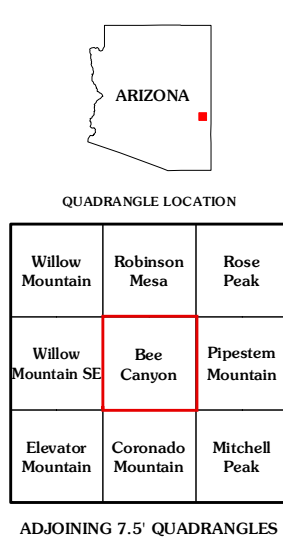 ARIZONA
QUADRANGLE LOCATION
Willow
Mountain
Robinson
Mesa
Rose
Peak
Willow
Mountain SE
Bee
Canyon
Pipestem
Mountain
Elevator
Mountain
Coronado
Mountain
Mitchell
Peak
ADJOINING 7.5' QUADRANGLES